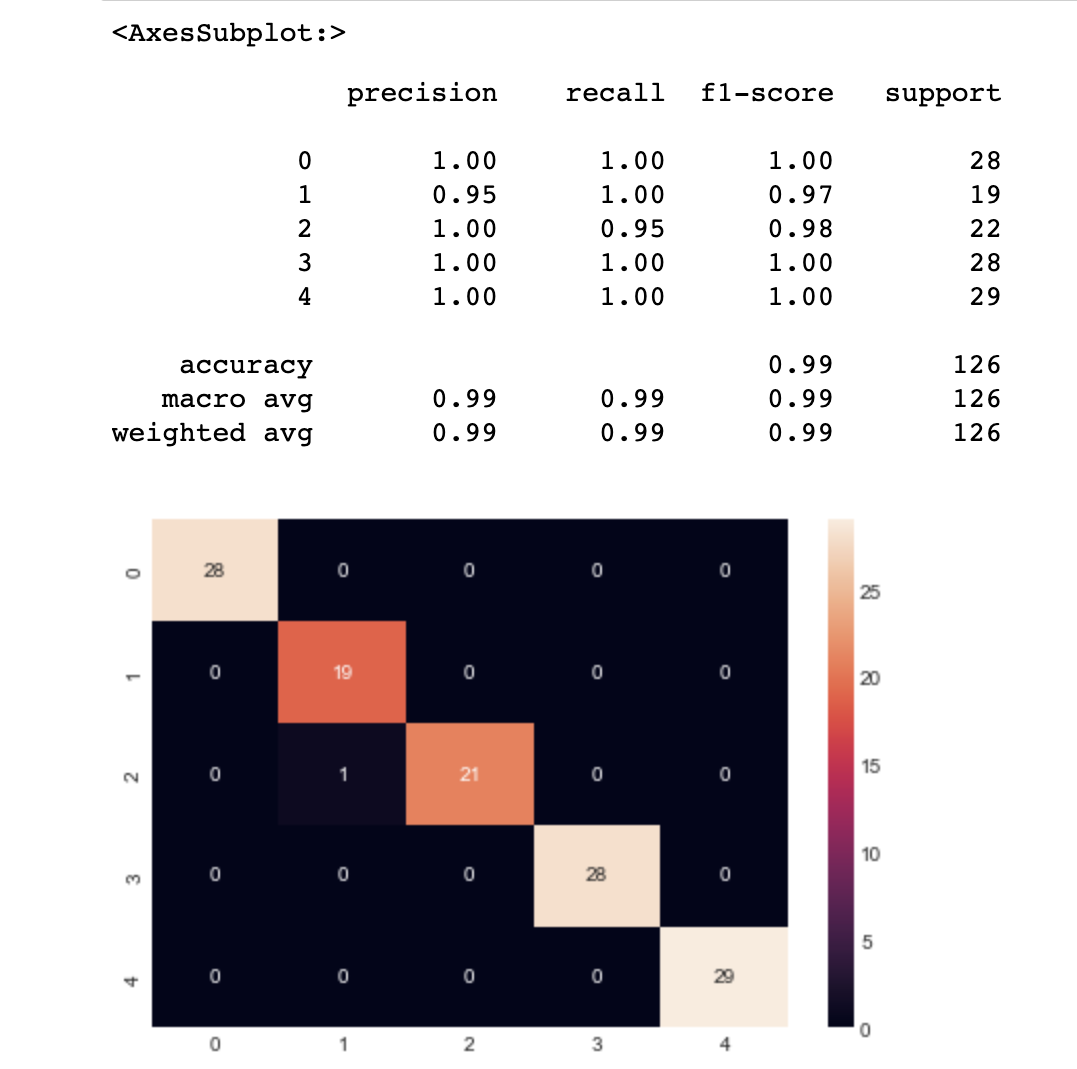 <AxesSubplot:>
precision recall f1-score support
0 1.00 1.00 1.00 28
1 0.95 1.00 0.97 19
2 1.00 0.95 0.98 22
3 1.00 1.00 1.00 28
4 1.00 1.00 1.00 29
accuracy 0.99 126
macro avg 0.99 0.99 0.99 126
weighted avg 0.99 0.99 0.99 126
0 28 0 0 0 0
25
1 0 19 0 0 0
20
2 0 1 21 0 0
15
3 0 0 0 28 0
10
4 0 0 0 0 29
5
0
0 1 2 3 4